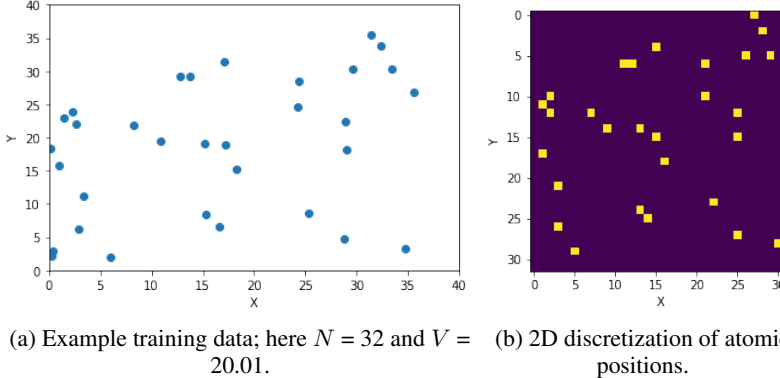 40
35
30
25
20
15
10
5
0
Y
0 5 10 15 20 25 30 35 40
X
0
5
10
15
20
25
30
Y
0 5 10 15 20 25 30
X
(a) Example training data; here N = 32 and V =
20.01.
(b) 2D discretization of atomic
positions.